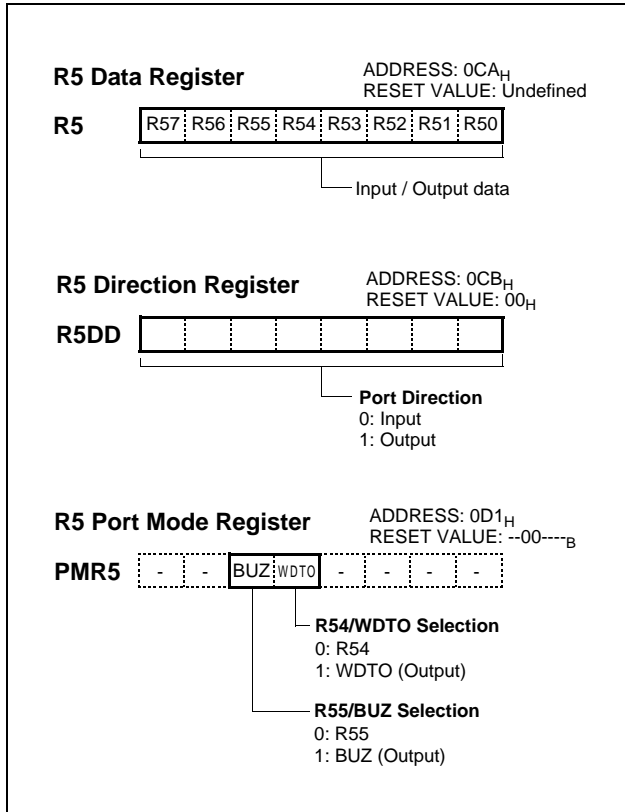 R5 Data Register
ADDRESS: 0CAH
RESET VALUE: Undefined
R5 R57 R56 R55 R54 R53 R52 R51 R50
Input / Output data
R5 Direction Register
ADDRESS: 0CBH
RESET VALUE: 00H
R5DD
Port Direction
0: Input
1: Output
R5 Port Mode Register
ADDRESS: 0D1H
RESET VALUE: --00----B
PMR5 - - BUZ WDTO - - - -
R54/WDTO Selection
0: R54
1: WDTO (Output)
R55/BUZ Selection
0: R55
1: BUZ (Output)